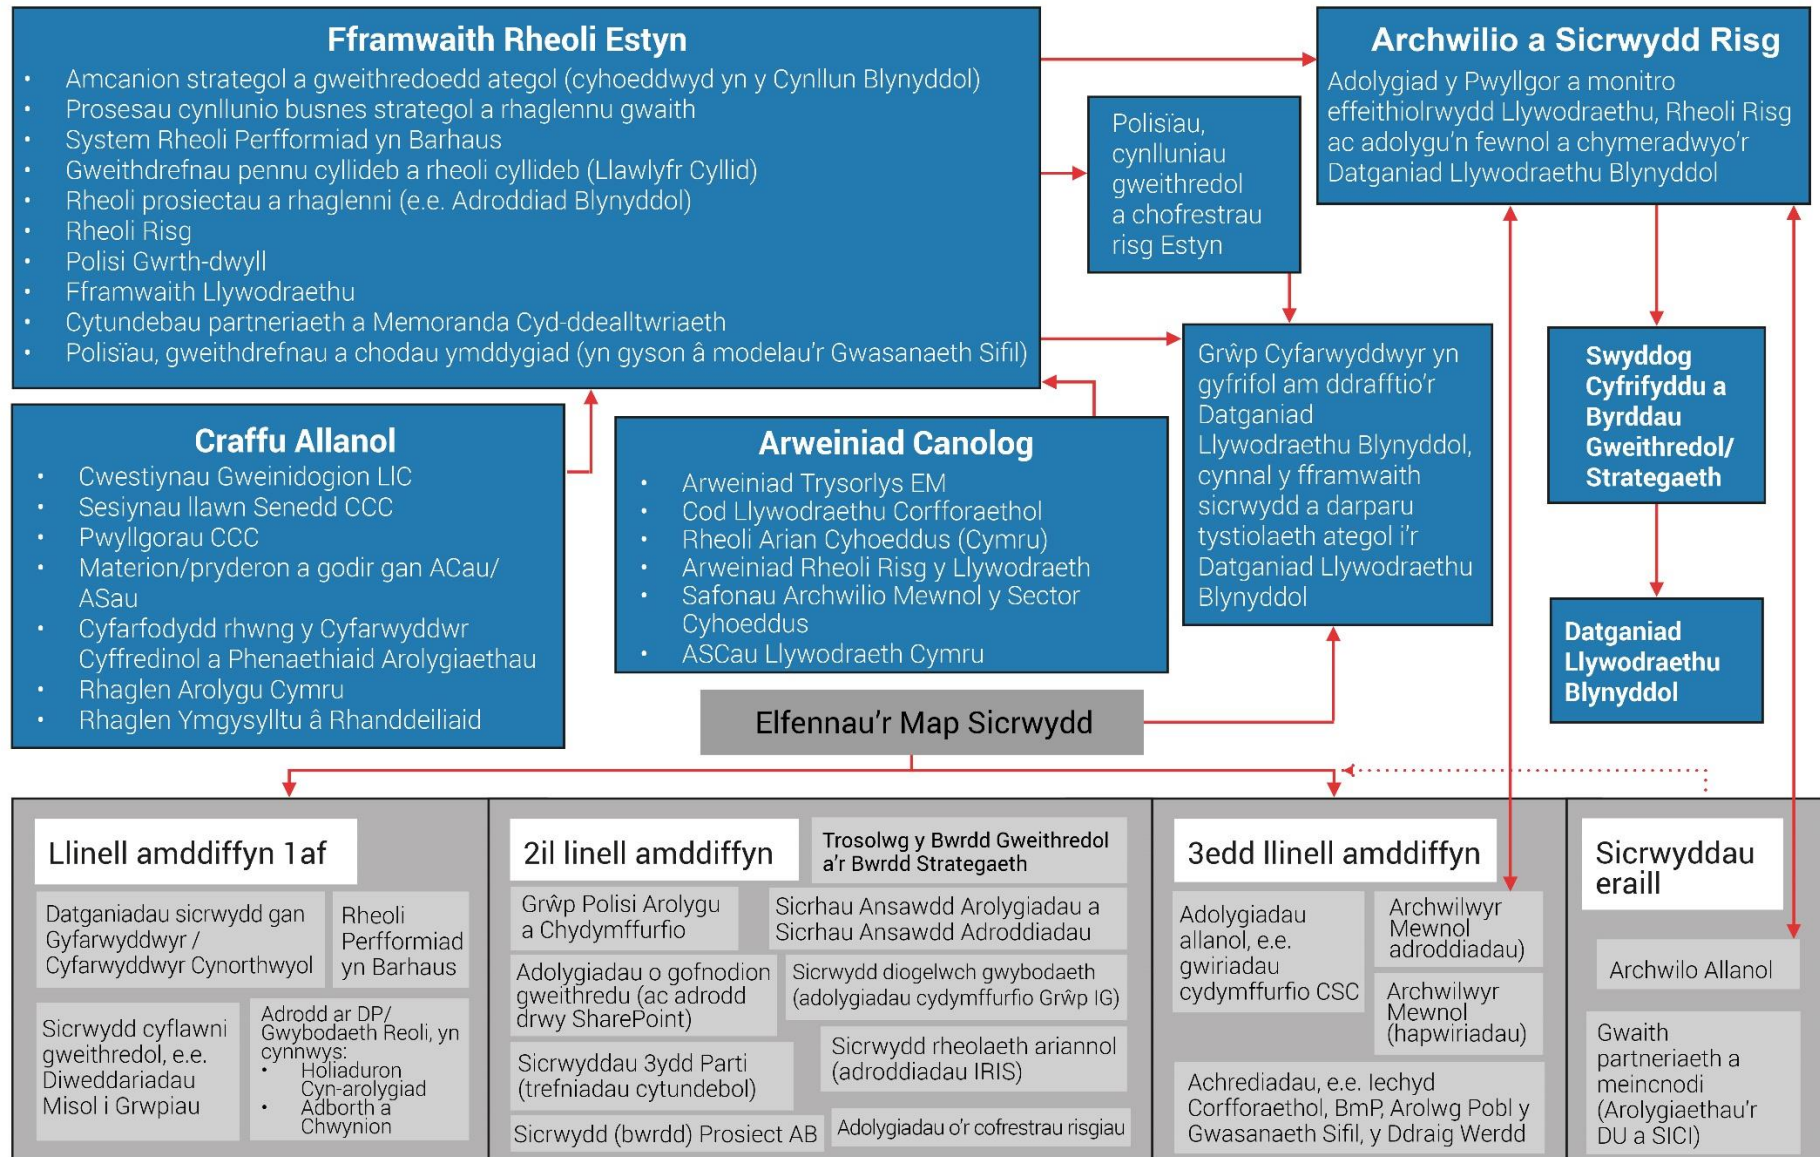 Fframwaith Rheoli Estyn
• Amcanion strategol a gweithredoedd ategol (cyhoeddwyd yn y Cynllun Blynyddol)
• Prosesau cynllunio busnes strategol a rhaglennu gwaith
• System Rheoli Perfformiad yn Barhaus
• Gweithdrefnau pennu cyllideb a rheoli cyllideb (Llawlyfr Cyllid)
• Rheoli prosiectau a rhaglenni (e.e. Adroddiad Blynyddol)
• Rheoli Risg
• Polisi Gwrth-dwyll
• Fframwaith Llywodraethu
• Cytundebau partneriaeth a Memoranda Cyd-ddealltwriaeth
• Polisïau, gweithdrefnau a chodau ymddygiad (yn gyson â modelau'r Gwasanaeth Sifil)
Polisïau,
cynlluniau
gweithredol
a chofrestrau
risg Estyn
Archwilio a Sicrwydd Risg
Adolygiad y Pwyllgor a monitro
effeithiolrwydd Llywodraethu, Rheoli Risg
ac adolygu'n fewnol a chymeradwyo'r
Datganiad Llywodraethu Blynyddol
Craffu Allanol
• Cwestiynau Gweinidogion LlC
• Sesiynau llawn Senedd CCC
• Pwyllgorau CCC
• Materion/pryderon a godir gan ACau/
ASau
• Cyfarfodydd rhwng y Cyfarwyddwr
Cyffredinol a Phenaethiaid Arolygiaethau
• Rhaglen Arolygu Cymru
• Rhaglen Ymgysylltu â Rhanddeiliaid
Arweiniad Canolog
• Arweiniad Trysorlys EM
• Cod Llywodraethu Corfforaethol
• Rheoli Arian Cyhoeddus (Cymru)
• Arweiniad Rheoli Risg y Llywodraeth
• Safonau Archwilio Mewnol y Sector
Cyhoeddus
• ASCau Llywodraeth Cymru
Grŵp Cyfarwyddwyr yn
gyfrifol am ddrafftio'r
Datganiad
Llywodraethu Blynyddol,
cynnal y fframwaith
sicrwydd a darparu
tystiolaeth ategol i'r
Datganiad Llywodraethu
Blynyddol
Swyddog
Cyfrifyddu a
Byrddau
Gweithredol/
Strategaeth
Datganiad
Llywodraethu
Blynyddol
Elfennau'r Map Sicrwydd
Llinell amddiffyn 1af
Datganiadau sicrwydd gan
Gyfarwyddwyr /
Cyfarwyddwyr Cynorthwyol
Rheoli
Perfformiad
yn Barhaus
Sicrwydd cyflawni
gweithredol, e.e.
Diweddariadau
Misol i Grwpiau
Adrodd ar DP/
Gwybodaeth Reoli, yn
cynnwys:
• Holiaduron
Cyn-arolygiad
• Adborth a
Chwynion
2il linell amddiffyn
Trosolwg y Bwrdd Gweithredol
a'r Bwrdd Strategaeth
Grŵp Polisi Arolygu
a Chydymffurfio
Sicrhau Ansawdd Arolygiadau a
Sicrhau Ansawdd Adroddiadau
Adolygiadau o gofnodion
gweithredu (ac adrodd
drwy SharePoint)
Sicrwydd diogelwch gwybodaeth
(adolygiadau cydymffurfio Grŵp IG)
Sicrwyddau 3ydd Parti
(trefniadau cytundebol)
Sicrwydd rheolaeth ariannol
(adroddiadau IRIS)
Sicrwydd (bwrdd) Prosiect AB
Adolygiadau o'r cofrestrau risgiau
3edd llinell amddiffyn
Adolygiadau
allanol, e.e.
gwiriadau
cydymffurfio CSC
Archwilwyr
Mewnol
adroddiadau)
Archwilwyr
Mewnol
(hapwiriadau)
Achrediadau, e.e. Iechyd
Corfforaethol, BmP, Arolwg Pobl y
Gwasanaeth Sifil, y Ddraig Werdd
Sicrwyddau
eraill
Archwilo Allanol
Gwaith
partneriaeth a
meincnodi
(Arolygiaethau'r
DU a SICI)